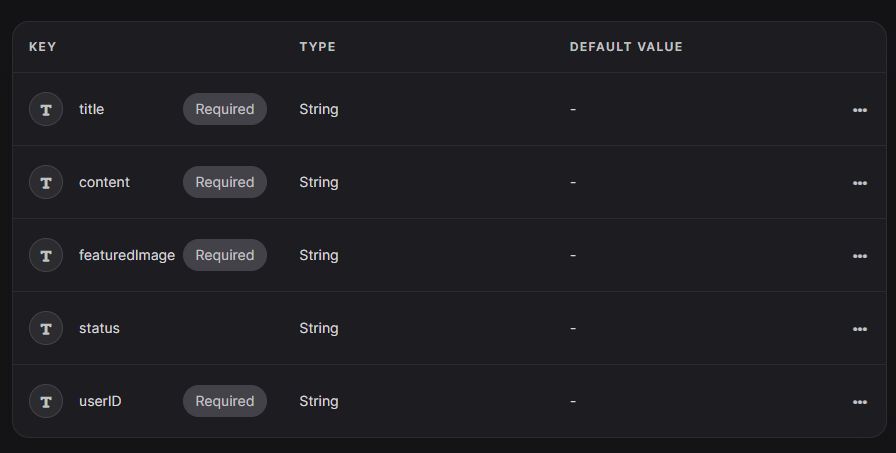 KEY TYPE DEFAULT VALUE
T title Required String - •••
T content Required String - •••
T featuredImage Required String - •••
T status String - •••
T userID Required String - •••